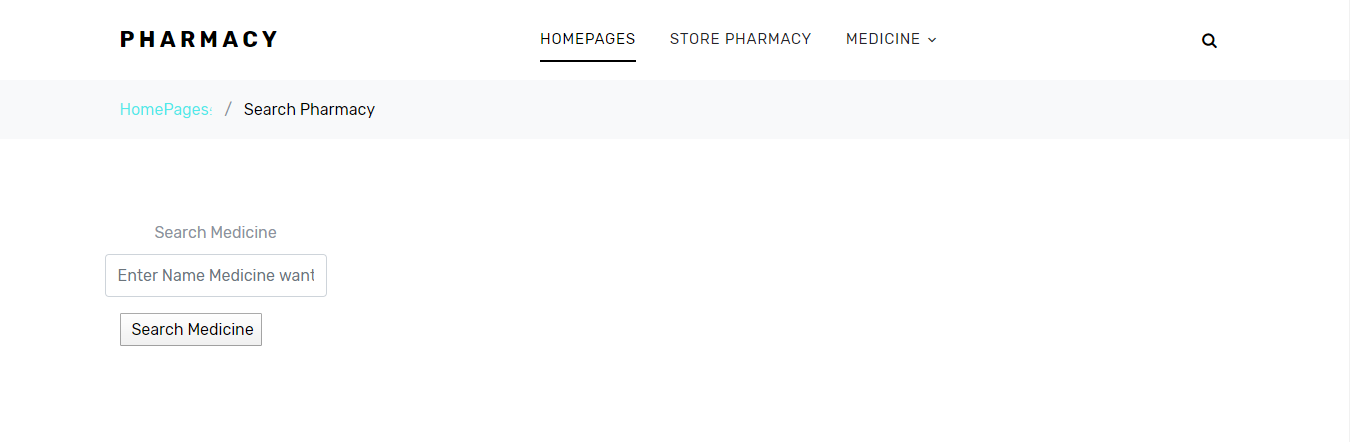 PHARMACY
HOMEPAGES STORE PHARMACY MEDICINE
HomePages: / Search Pharmacy
Search Medicine
Enter Name Medicine want
Search Medicine